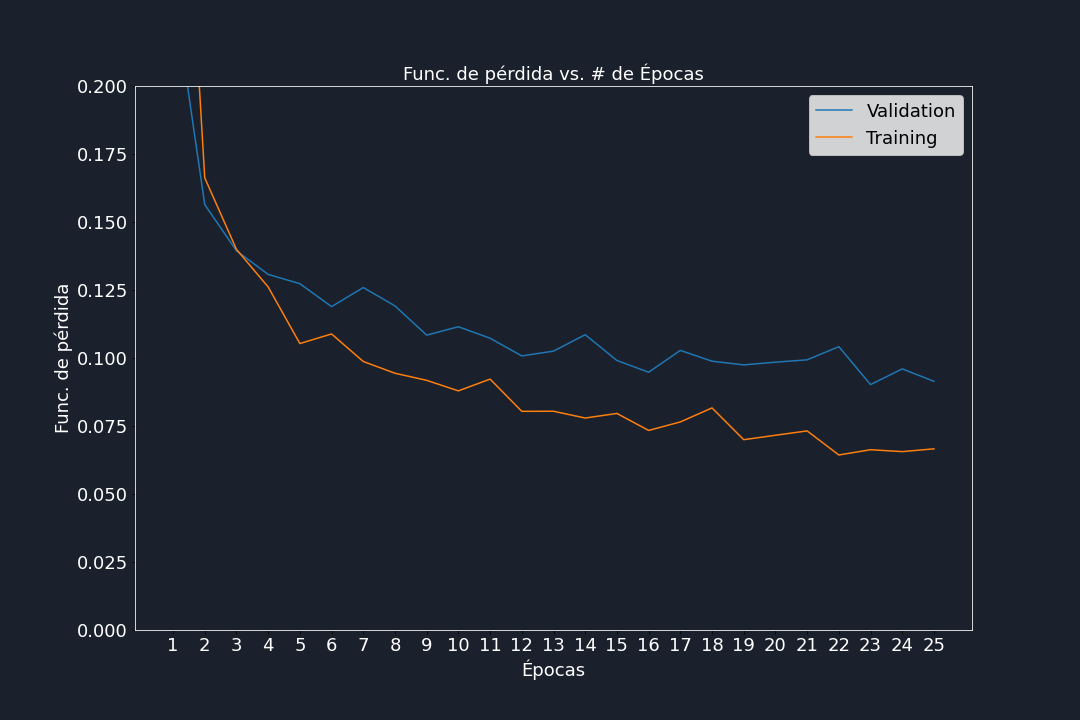 Func. de pérdida vs. # de Épocas
Validation
Training
Func. de pérdida
0.200
0.175
0.150
0.125
0.100
0.075
0.050
0.025
0.000
1 2 3 4 5 6 7 8 9 10 11 12 13 14 15 16 17 18 19 20 21 22 23 24 25
Épocas